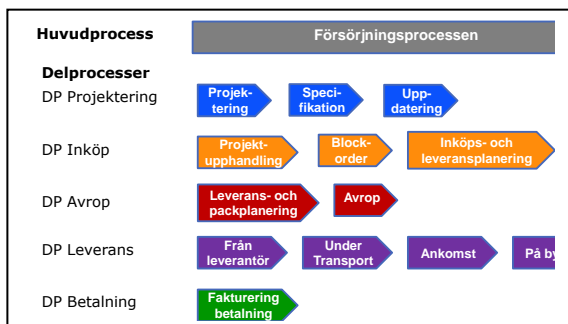 Huvudprocess
Försörjningsprocessen
Delprocesser
DP Projektering
Projek-
tering
Speci-
fikation
Upp-
datering
DP Inköp
Projekt-
upphandling
Block-
order
Inköps- och
leveransplanering
DP Avrop
Leverans- och
packplanering
Avrop
DP Leverans
Från
leverantör
Under
Transport
Ankomst
På by
DP Betalning
Fakturering
betalning